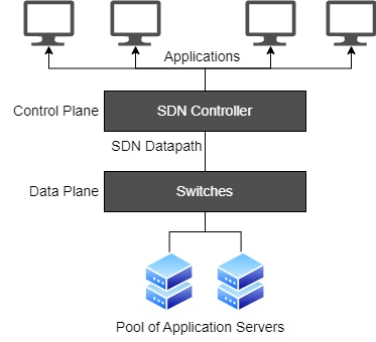 Applications
Control Plane
SDN Controller
SDN Datapath
Data Plane
Switches
Pool of Application Servers